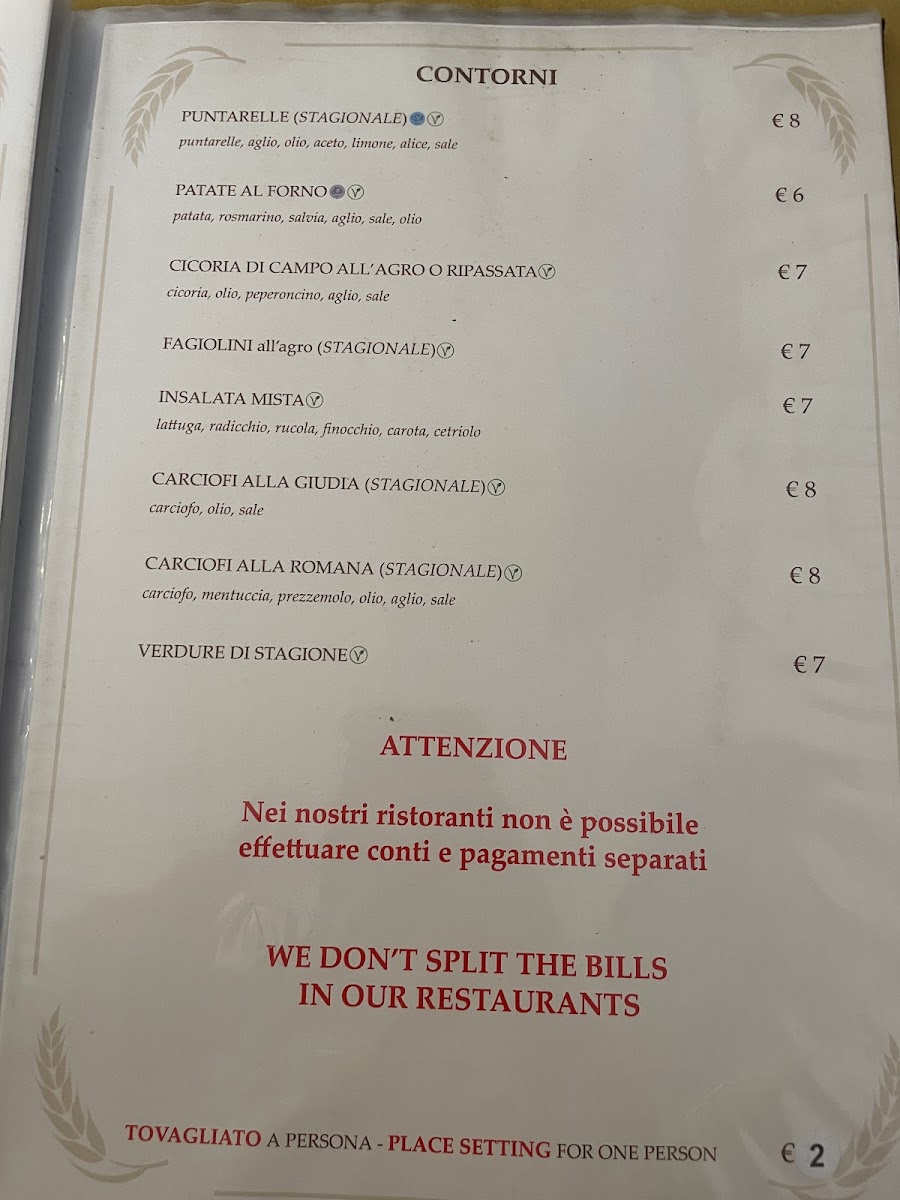 CONTORNI
PUNTARELLE (STAGIONALE) € 8
puntarelle, aglio, olio, aceto, limone, alice, sale
PATATE AL FORNO € 6
patata, rosmarino, salvia, aglio, sale, olio
CICORIA DI CAMPO ALL'AGRO O RIPASSATA € 7
cicoria, olio, peperoncino, aglio, sale
FAGIOLINI all'agro (STAGIONALE) € 7
INSALATA MISTA € 7
lattuga, radicchio, rucola, finocchio, carota, cetriolo
CARCIOFI ALLA GIUDIA (STAGIONALE) € 8
carciofo, olio, sale
CARCIOFI ALLA ROMANA (STAGIONALE) € 8
carciofo, mentuccia, prezzemolo, olio, aglio, sale
VERDURE DI STAGIONE € 7
ATTENZIONE
Nei nostri ristoranti non è possibile
effettuare conti e pagamenti separati
WE DON'T SPLIT THE BILLS
IN OUR RESTAURANTS
TOVAGLIATO A PERSONA - PLACE SETTING FOR ONE PERSON € 2